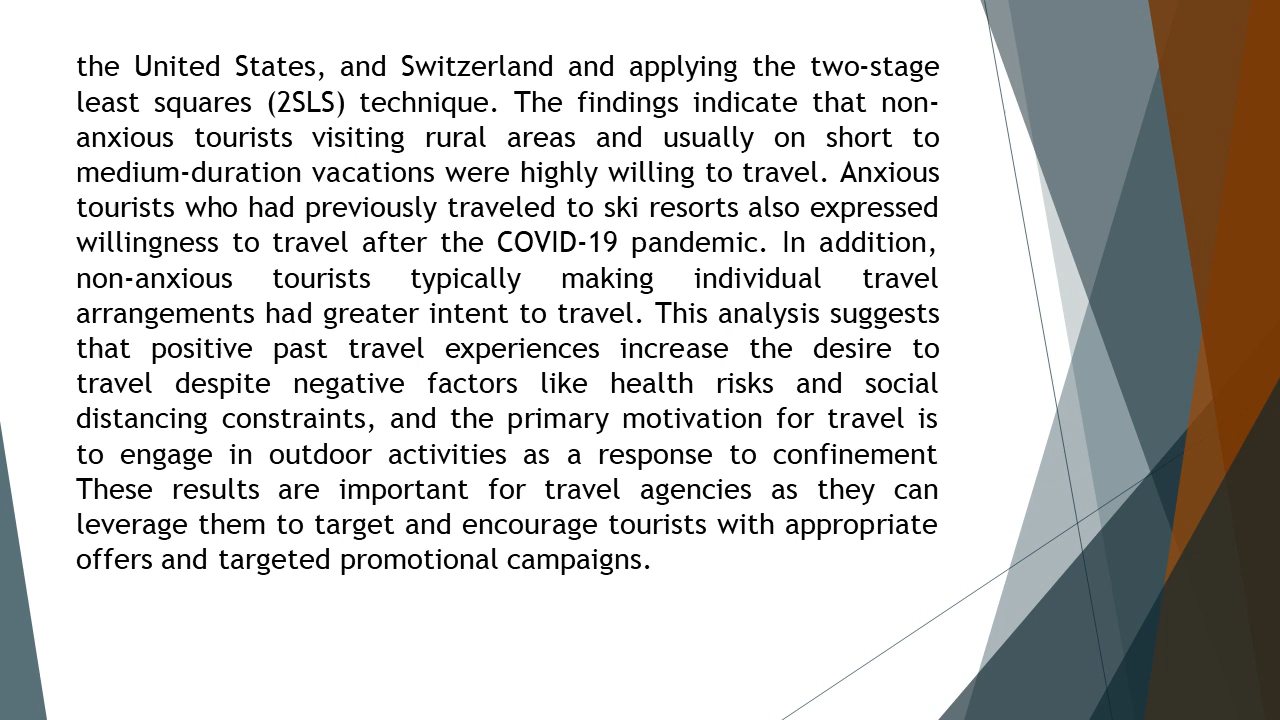 the United States, and Switzerland and applying the two-stage
least squares (2SLS) technique. The findings indicate that non-
anxious tourists visiting rural areas and usually on short to
medium-duration vacations were highly willing to travel. Anxious
tourists who had previously traveled to ski resorts also expressed
willingness to travel after the COVID-19 pandemic. In addition,
non-anxious tourists typically making individual travel
arrangements had greater intent to travel. This analysis suggests
that positive past travel experiences increase the desire to
travel despite negative factors like health risks and social
distancing constraints, and the primary motivation for travel is
to engage in outdoor activities as a response to confinement
These results are important for travel agencies as they can
leverage them to target and encourage tourists with appropriate
offers and targeted promotional campaigns.